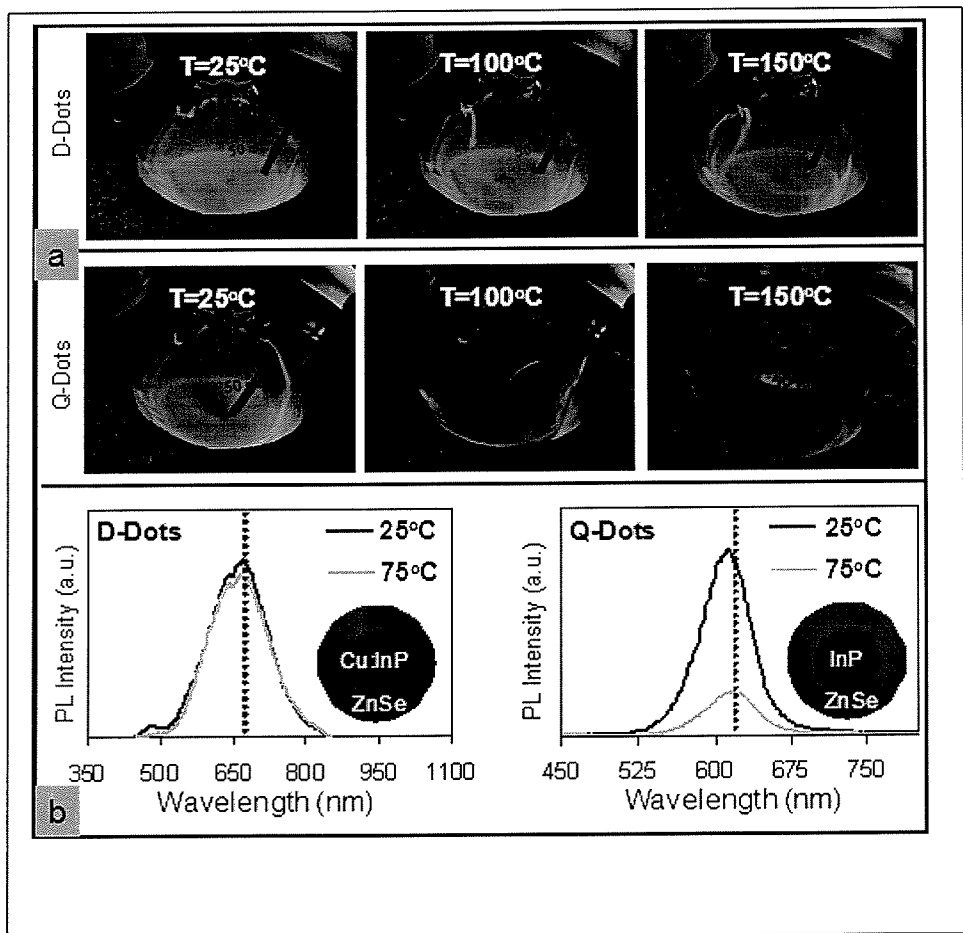 D-Dots
T=25°C
T=100°C
T=150°C
50
a
Q-Dots
T=25°C
T=100°C
T=150°C
50
D-Dots
25°C
75°C
PL Intensity (a.u.)
Cu:InP
ZnSe
350 500 650 800 950 1100
Wavelength (nm)
Q-Dots
25°C
75°C
PL Intensity (a.u.)
InP
ZnSe
450 525 600 675 750
Wavelength (nm)
b